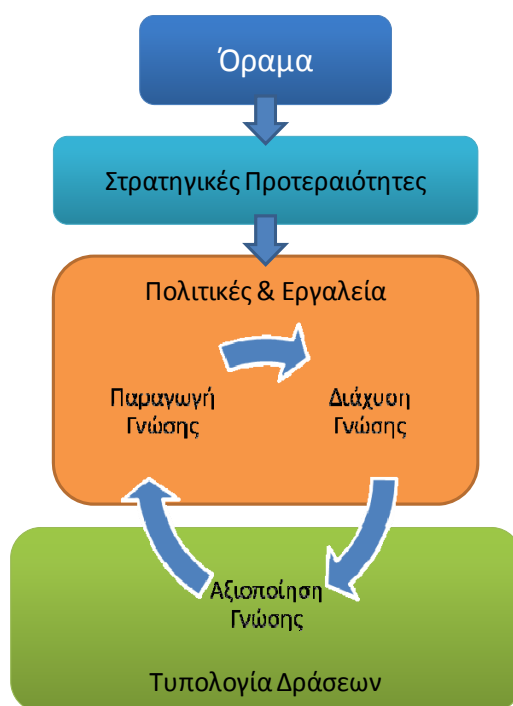 Όραμα
Στρατηγικές Προτεραιότητες
Πολιτικές & Εργαλεία
Παραγωγή
Γνώσης
Διάχυση
Γνώσης
Αξιοποίηση
Γνώσης
Τυπολογία Δράσεων